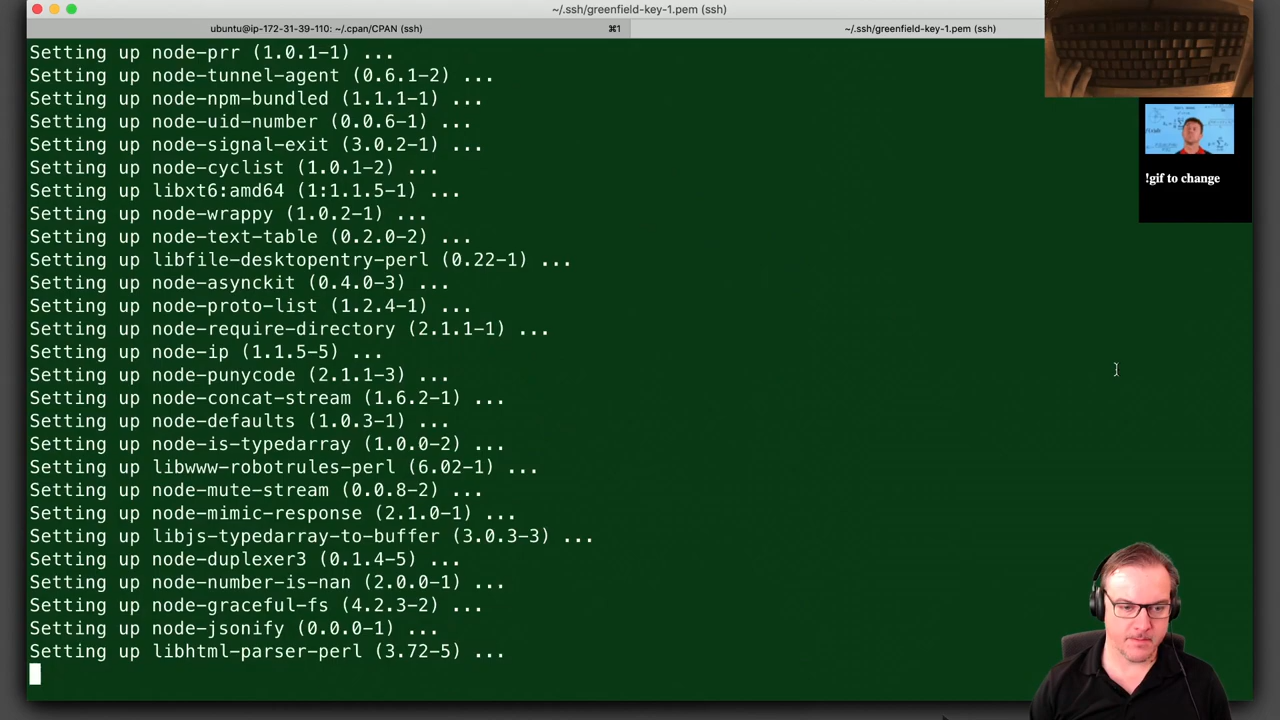 ~/.ssh/greenfield-key-1.pem (ssh)
ubuntu@ip-172-31-39-110: ~/.cpan/CPAN (ssh) ⌘1 ~/.ssh/greenfield-key-1.pem (ssh)
Setting up node-prr (1.0.1-1) ...
Setting up node-tunnel-agent (0.6.1-2) ...
Setting up node-npm-bundled (1.1.1-1) ...
Setting up node-uid-number (0.0.6-1) ...
Setting up node-signal-exit (3.0.2-1) ...
Setting up node-cyclist (1.0.1-2) ...
Setting up libxt6:amd64 (1:1.1.5-1) ...
Setting up node-wrappy (1.0.2-1) ...
Setting up node-text-table (0.2.0-2) ...
Setting up libfile-desktopentry-perl (0.22-1) ...
Setting up node-asynckit (0.4.0-3) ...
Setting up node-proto-list (1.2.4-1) ...
Setting up node-require-directory (2.1.1-1) ...
Setting up node-ip (1.1.5-5) ...
Setting up node-punycode (2.1.1-3) ...
Setting up node-concat-stream (1.6.2-1) ...
Setting up node-defaults (1.0.3-1) ...
Setting up node-is-typedarray (1.0.0-2) ...
Setting up libwww-robotrules-perl (6.02-1) ...
Setting up node-mute-stream (0.0.8-2) ...
Setting up node-mimic-response (2.1.0-1) ...
Setting up libjs-typedarray-to-buffer (3.0.3-3) ...
Setting up node-duplexer3 (0.1.4-5) ...
Setting up node-number-is-nan (2.0.0-1) ...
Setting up node-graceful-fs (4.2.3-2) ...
Setting up node-jsonify (0.0.0-1) ...
Setting up libhtml-parser-perl (3.72-5) ...
!gif to change